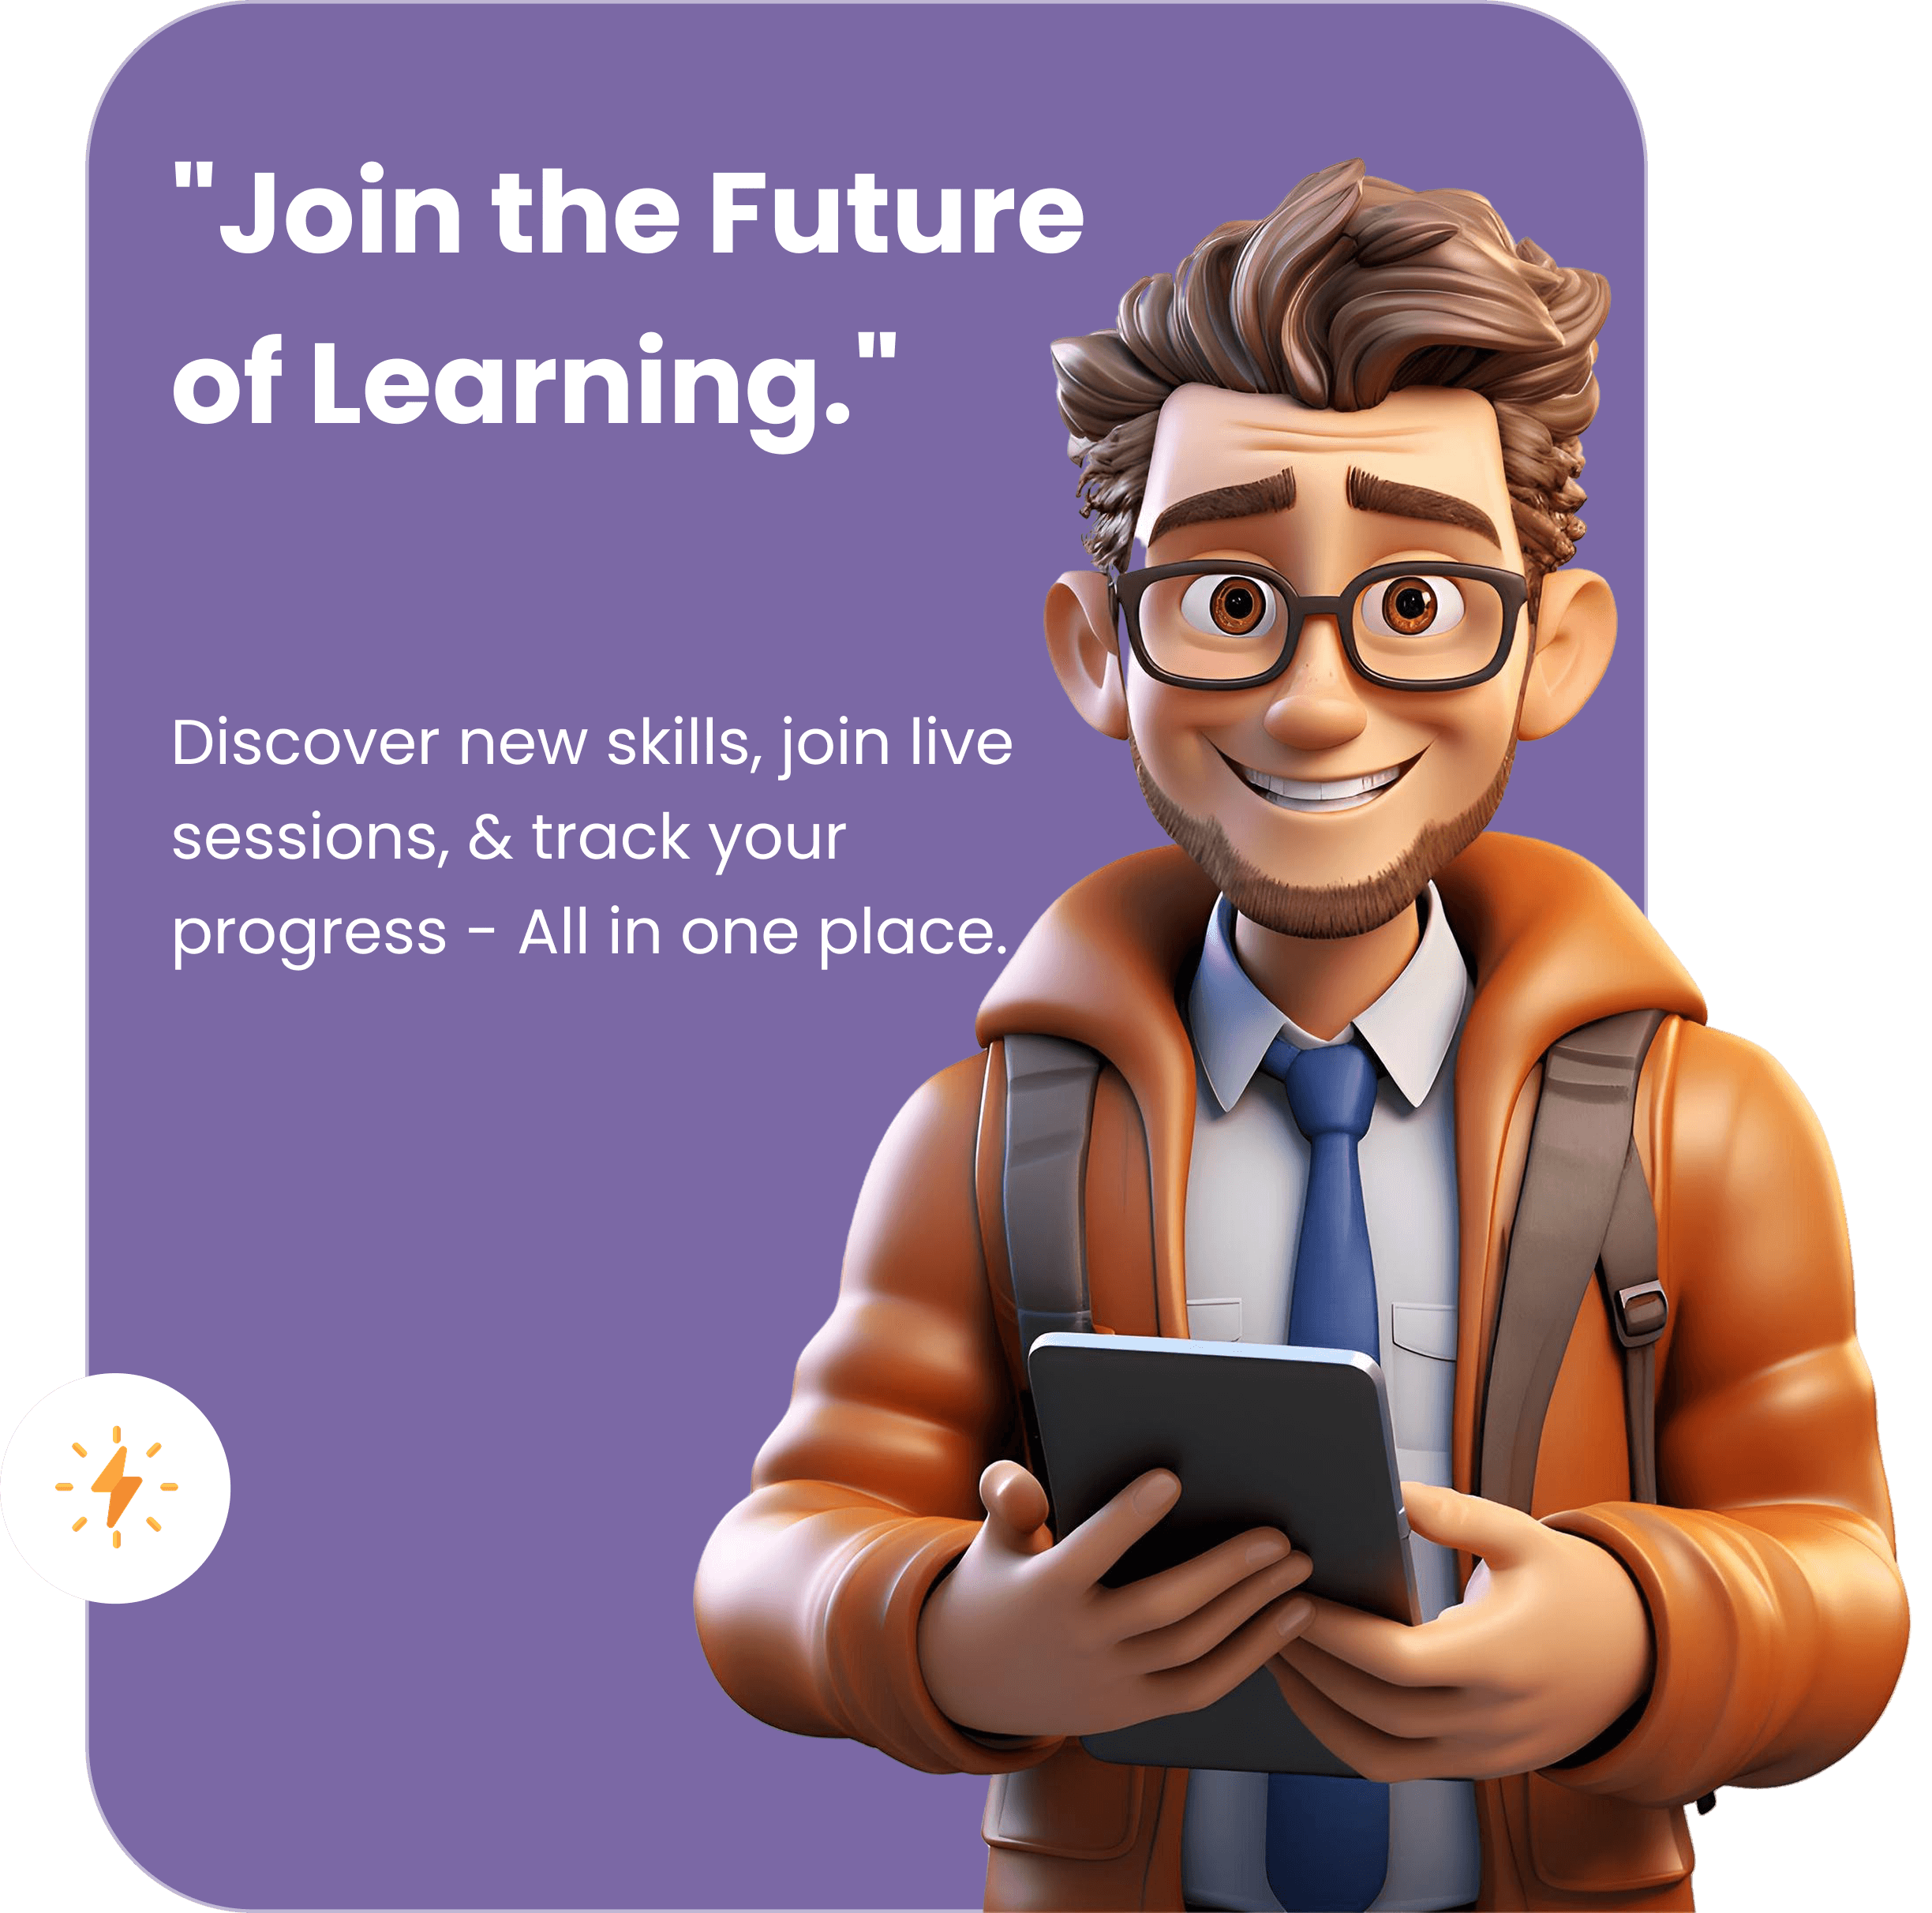 "Join the Future
of Learning."
Discover new skills, join live
sessions, & track your
progress - All in one place.